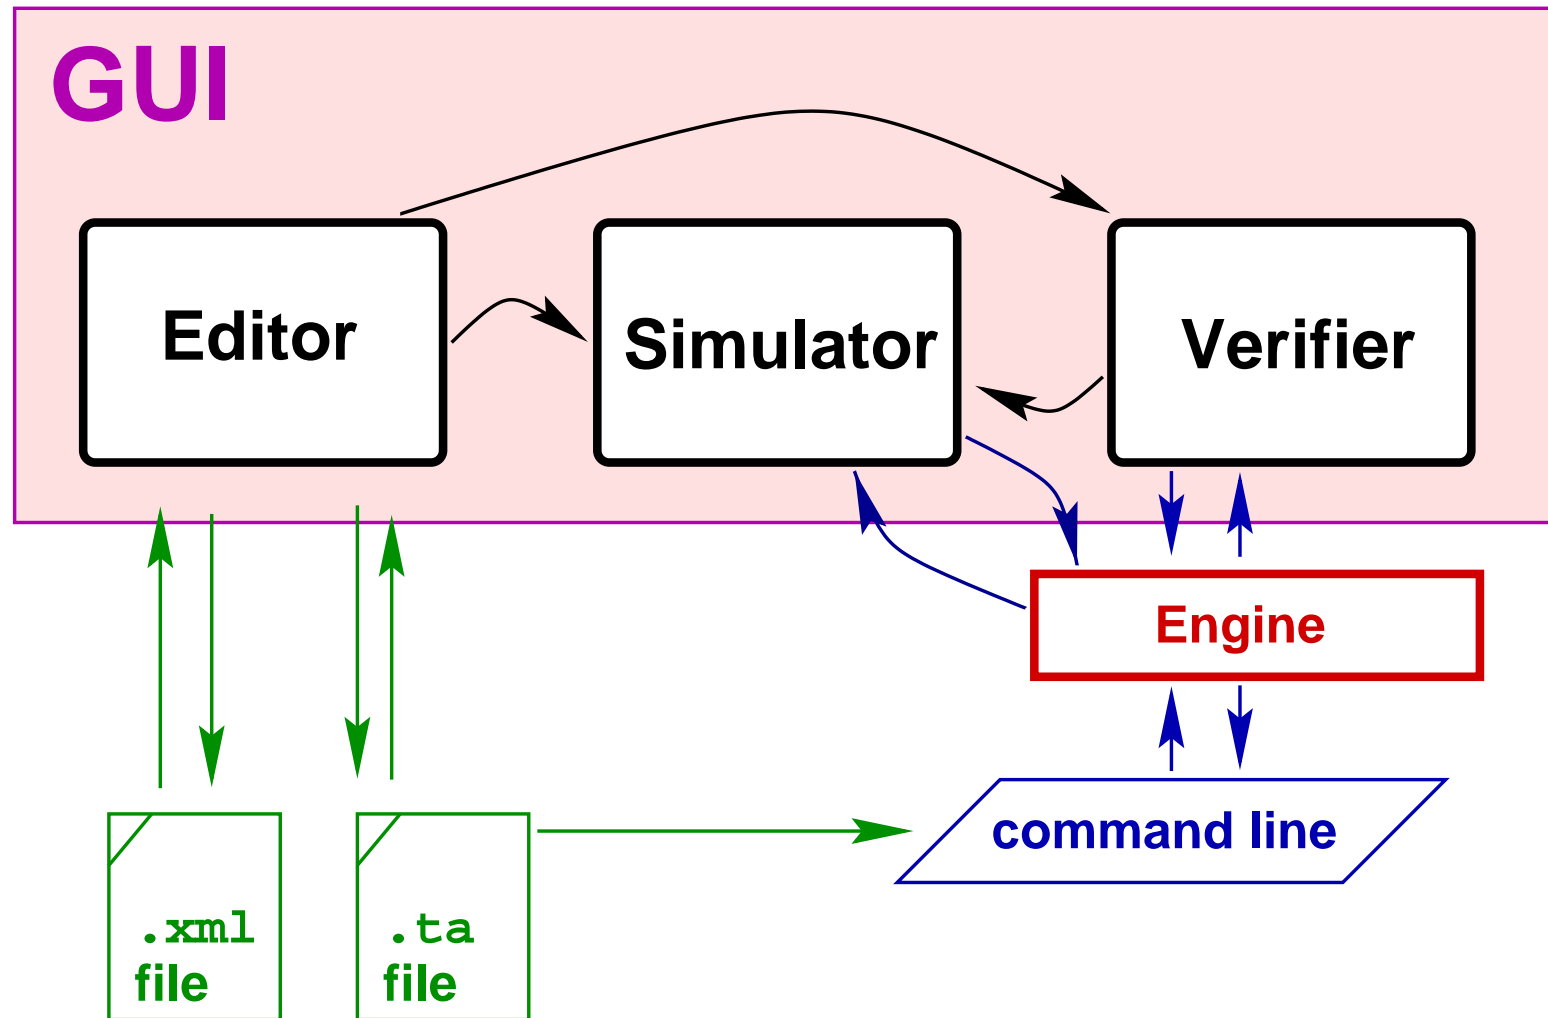 GUI
Editor
Simulator
Verifier
Engine
command line
.xml
file
.ta
file